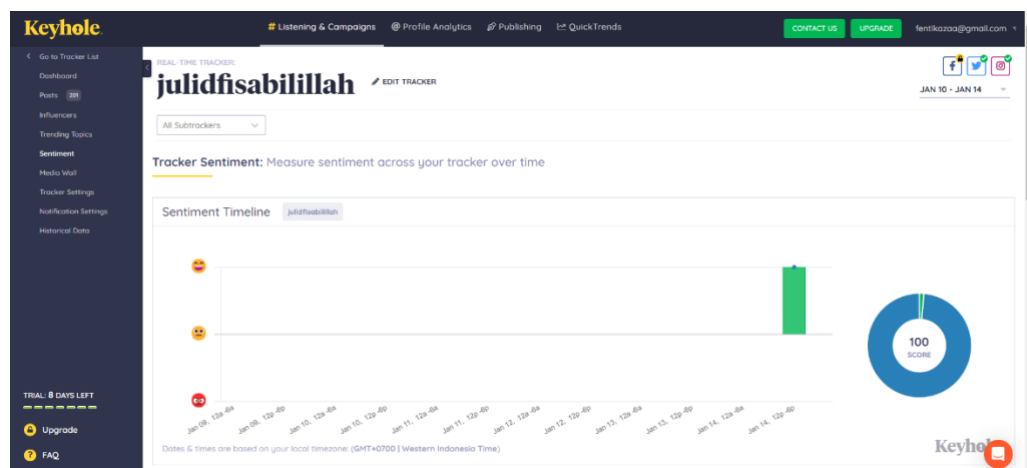 Keyhole
# Listening & Campaigns
@ Profile Analytics
Publishing
QuickTrends
CONTACT US
UPGRADE
fentikazaa@gmail.com
Go to Tracker List
Dashboard
Posts 201
Influencers
Trending Topics
Sentiment
Media Wall
Tracker Settings
Notification Settings
Historical Data
TRIAL: 8 DAYS LEFT
Upgrade
FAQ
REAL-TIME TRACKER:
julidfisabilillah
EDIT TRACKER
JAN 10 - JAN 14
All Subtrackers
Tracker Sentiment: Measure sentiment across your tracker over time
Sentiment Timeline
julidfisabilillah
100
SCORE
Jan 09, 12a-6a
Jan 09, 12p-6p
Jan 10, 12a-6a
Jan 10, 12p-6p
Jan 11, 12a-6a
Jan 11, 12p-6p
Jan 12, 12a-6a
Jan 12, 12p-6p
Jan 13, 12a-6a
Jan 13, 12p-6p
Jan 14, 12a-6a
Jan 14, 12p-6p
Dates & times are based on your local timezone: (GMT+0700 | Western Indonesia Time)